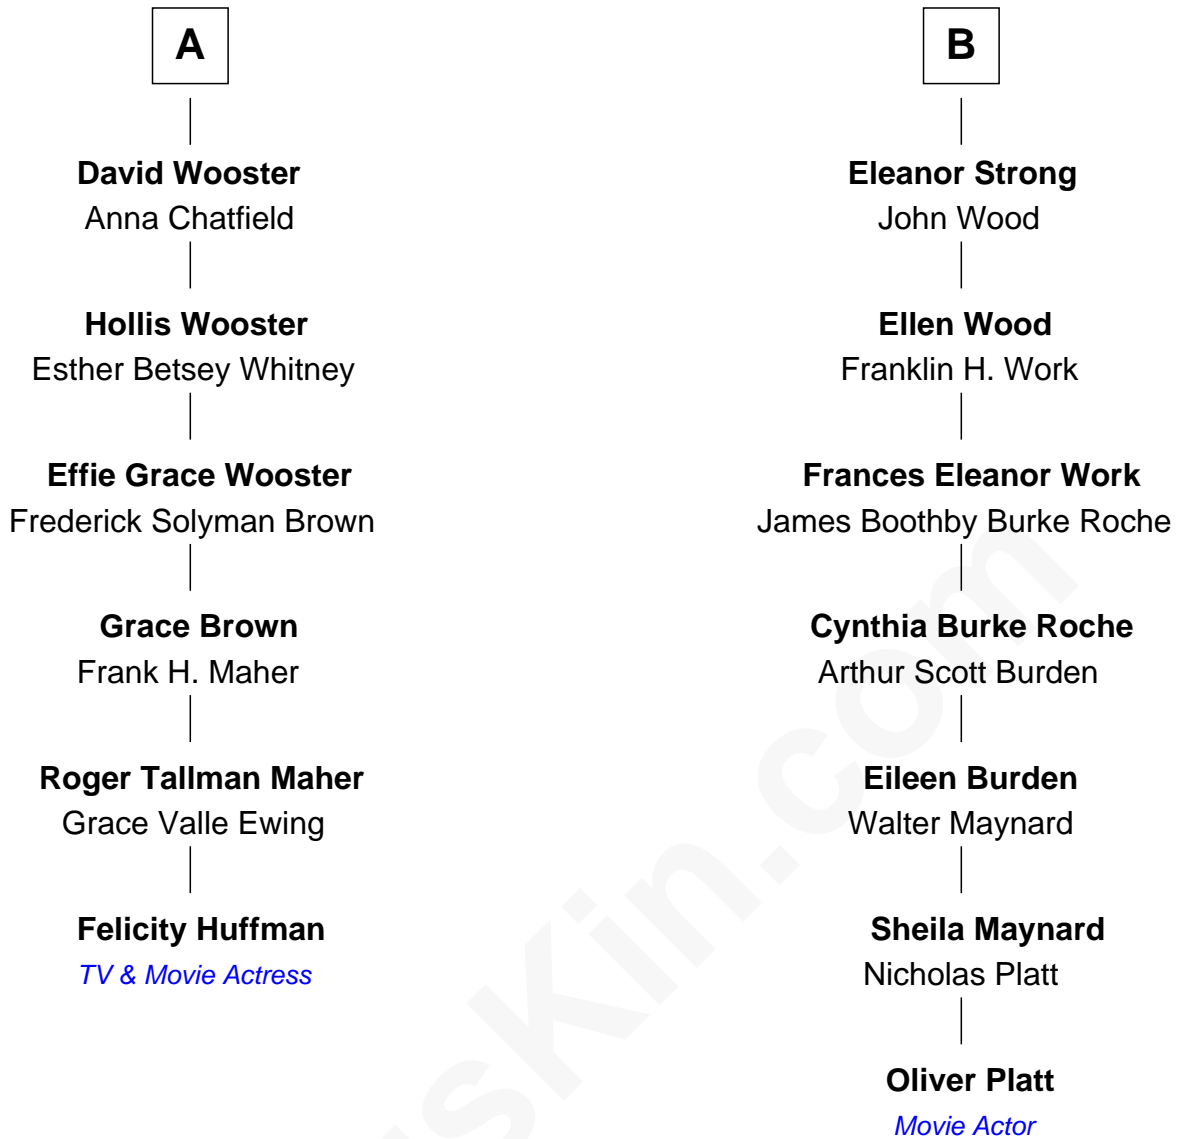 A
David Wooster
Anna Chatfield
Hollis Wooster
Esther Betsey Whitney
Effie Grace Wooster
Frederick Solyman Brown
Grace Brown
Frank H. Maher
Roger Tallman Maher
Grace Valle Ewing
Felicity Huffman
TV & Movie Actress
B
Eleanor Strong
John Wood
Ellen Wood
Franklin H. Work
Frances Eleanor Work
James Boothby Burke Roche
Cynthia Burke Roche
Arthur Scott Burden
Eileen Burden
Walter Maynard
Sheila Maynard
Nicholas Platt
Oliver Platt
Movie Actor